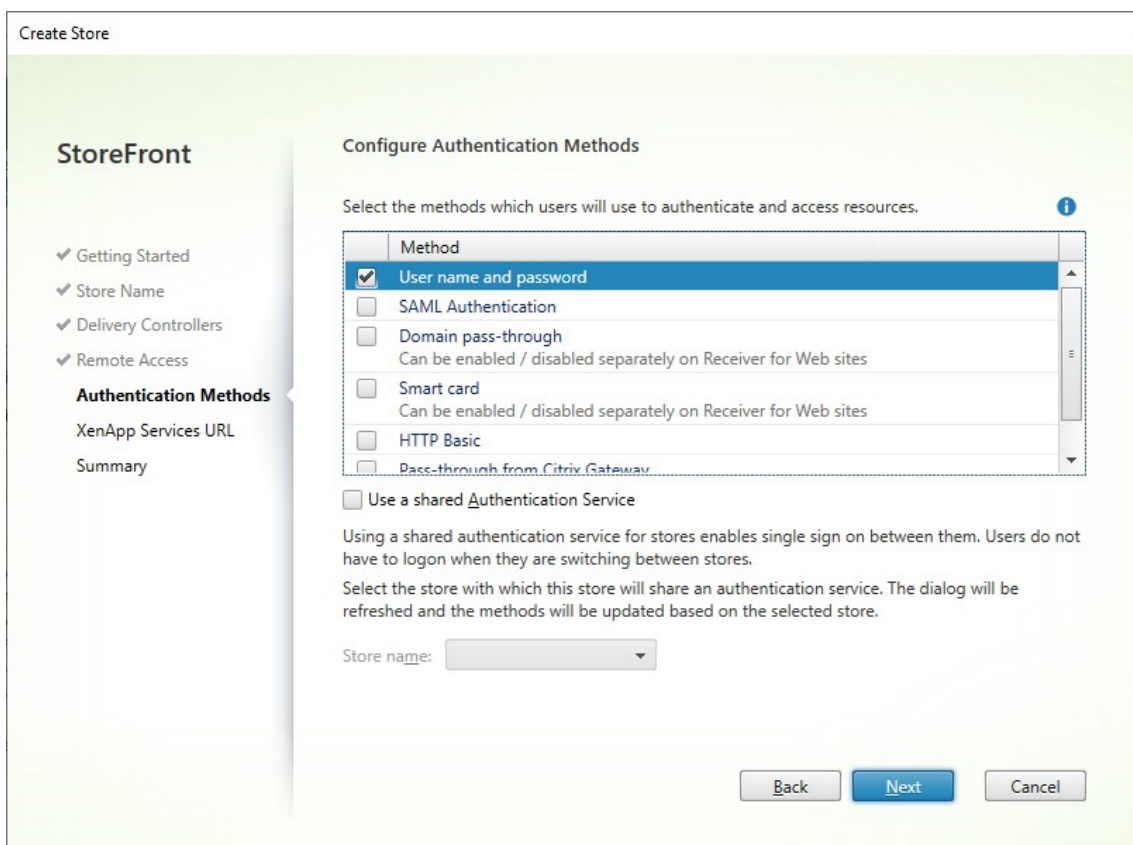 Create Store
StoreFront
Getting Started
Store Name
Delivery Controllers
Remote Access
Authentication Methods
XenApp Services URL
Summary
Configure Authentication Methods
Select the methods which users will use to authenticate and access resources.
Method
User name and password
SAML Authentication
Domain pass-through
Can be enabled / disabled separately on Receiver for Web sites
Smart card
Can be enabled / disabled separately on Receiver for Web sites
HTTP Basic
Pass-through from Citrix Gateway
Use a shared Authentication Service
Using a shared authentication service for stores enables single sign on between them. Users do not
have to logon when they are switching between stores.
Select the store with which this store will share an authentication service. The dialog will be
refreshed and the methods will be updated based on the selected store.
Store name:
Back
Next
Cancel